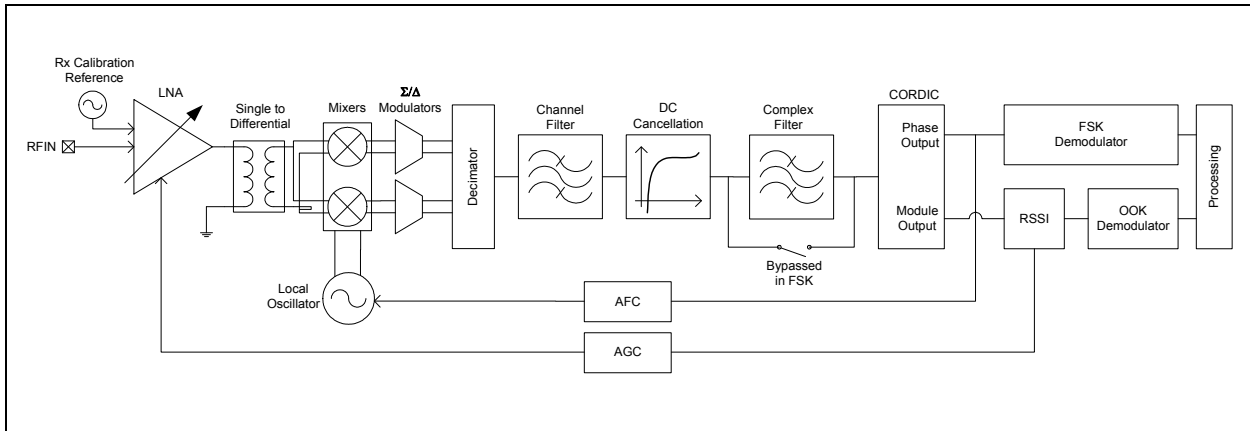 Rx Calibration
Reference
LNA
RFIN
Single to
Differential
Mixers
Σ/Δ
Modulators
Decimator
Channel
Filter
DC
Cancellation
Complex
Filter
Bypassed
in FSK
CORDIC
Phase
Output
Module
Output
FSK
Demodulator
RSSI
OOK
Demodulator
Processing
Local
Oscillator
AFC
AGC